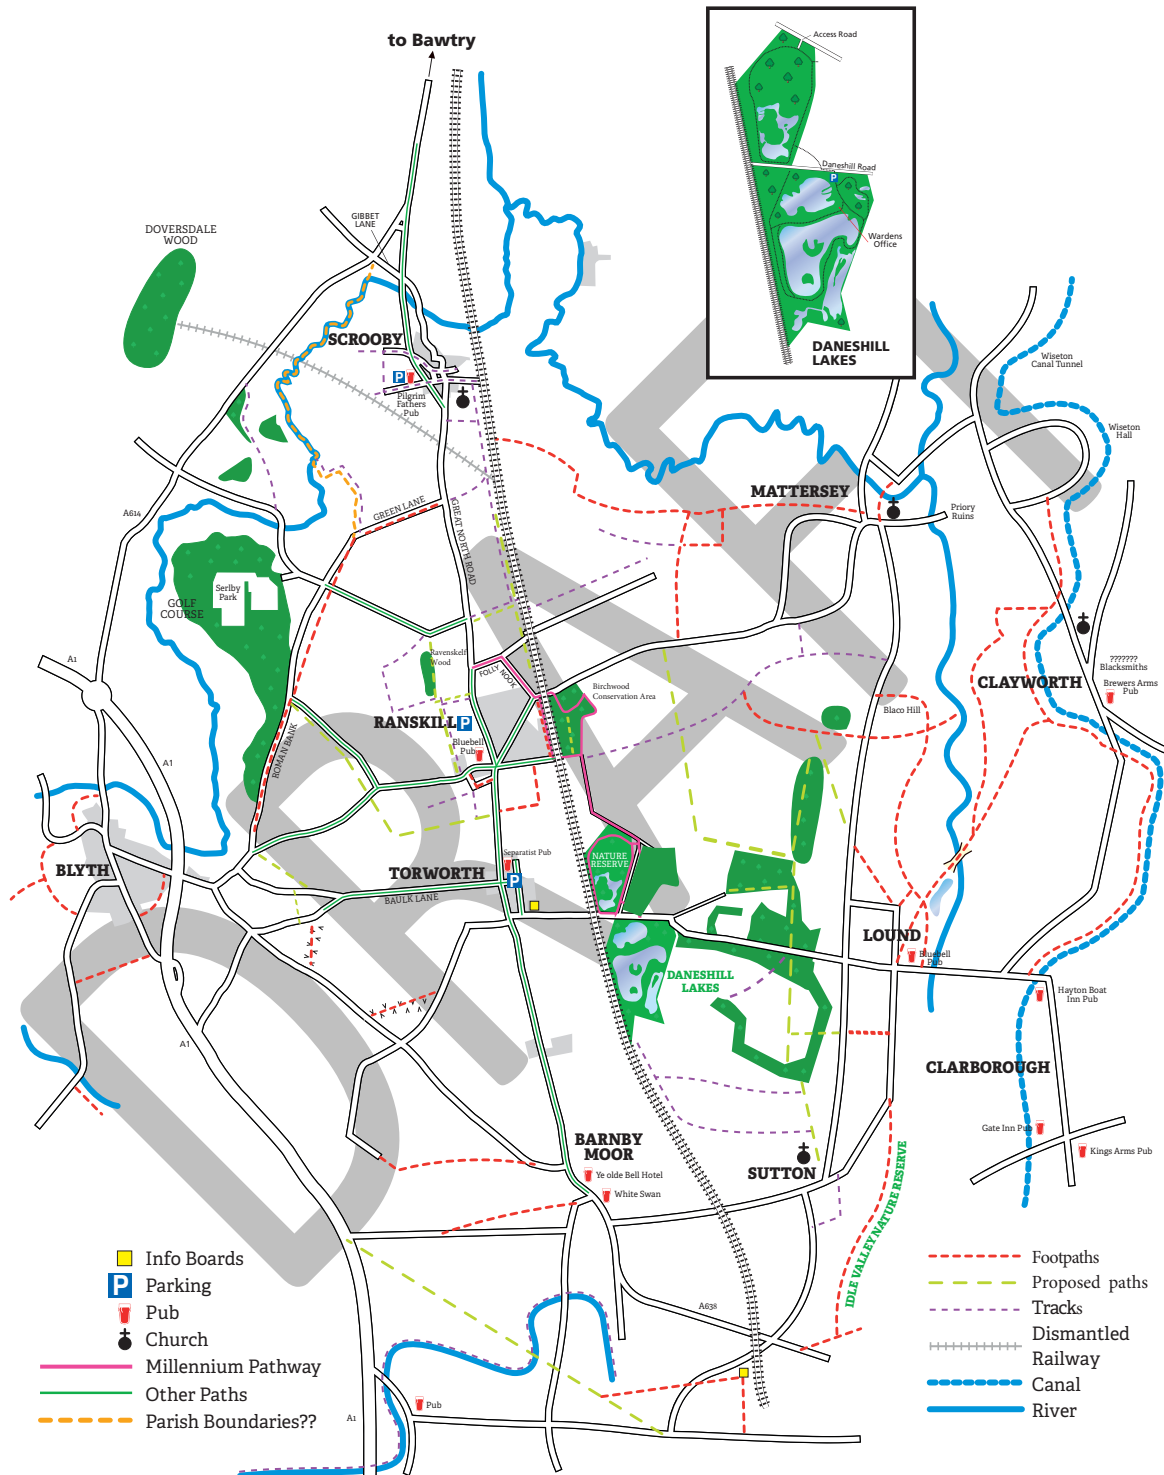 to Bawtry
Access Road
Daneshill Road
P
Wardens
Office
DANESHILL
LAKES
GIBBET
LANE
DOVERSDALE
WOOD
SCROOBY
P
Pilgrim
Fathers
Pub
Wiseton
Canal Tunnel
Wiseton
Hall
MATTERSEY
Priory
Ruins
A614
GREEN LANE
GREAT NORTH ROAD
Serlby
Park
GOLF
COURSE
A1
Ravenskelf
Wood
FOLLY NOOK
Birchwood
Conservation Area
RANSKILL
P
Bluebell
Pub
ROMAN BANK
A1
???????
Blacksmiths
CLAYWORTH
Brewers Arms
Pub
Blaco Hill
BLYTH
TORWORTH
Separatist Pub
P
BAULK LANE
NATURE
RESERVE
LOUND
Bluebell
Pub
DANESHILL
LAKES
Hayton Boat
Inn Pub
A1
CLARBOROUGH
Gate Inn Pub
Kings Arms Pub
BARNBY
MOOR
Ye olde Bell Hotel
White Swan
SUTTON
IDLE VALLEY NATURE RESERVE
A638
Pub
A1
Info Boards
P
Parking
Pub
Church
Millennium Pathway
Other Paths
Parish Boundaries??
Footpaths
Proposed paths
Tracks
Dismantled
Railway
Canal
River
DRAFT